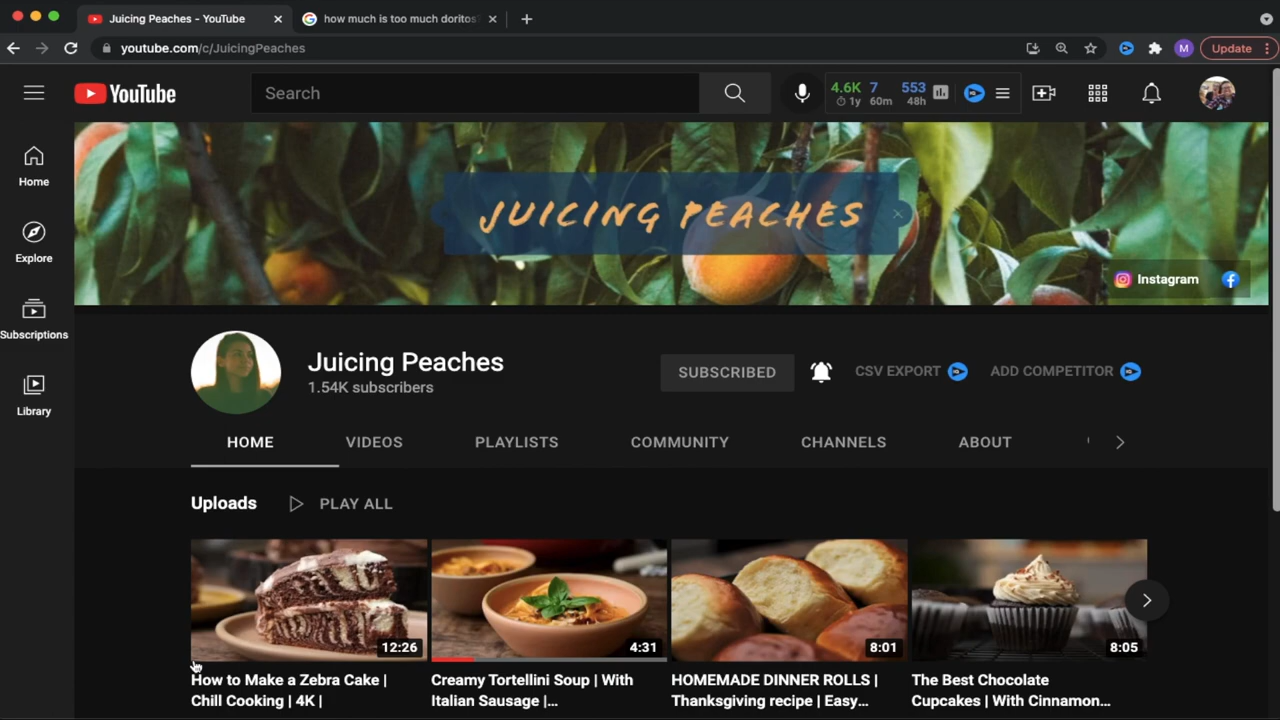 Juicing Peaches - YouTube
how much is too much doritos?
youtube.com/c/JuicingPeaches
M
Update
YouTube
Search
4.6K 7 553
1y 60m 48h
Home
Explore
Subscriptions
Library
JUICING PEACHES
Instagram
Juicing Peaches
1.54K subscribers
SUBSCRIBED
CSV EXPORT
ADD COMPETITOR
HOME
VIDEOS
PLAYLISTS
COMMUNITY
CHANNELS
ABOUT
Uploads
PLAY ALL
12:26
4:31
8:01
8:05
How to Make a Zebra Cake |
Chill Cooking | 4K |
Creamy Tortellini Soup | With
Italian Sausage |...
HOMEMADE DINNER ROLLS |
Thanksgiving recipe | Easy...
The Best Chocolate
Cupcakes | With Cinnamon...